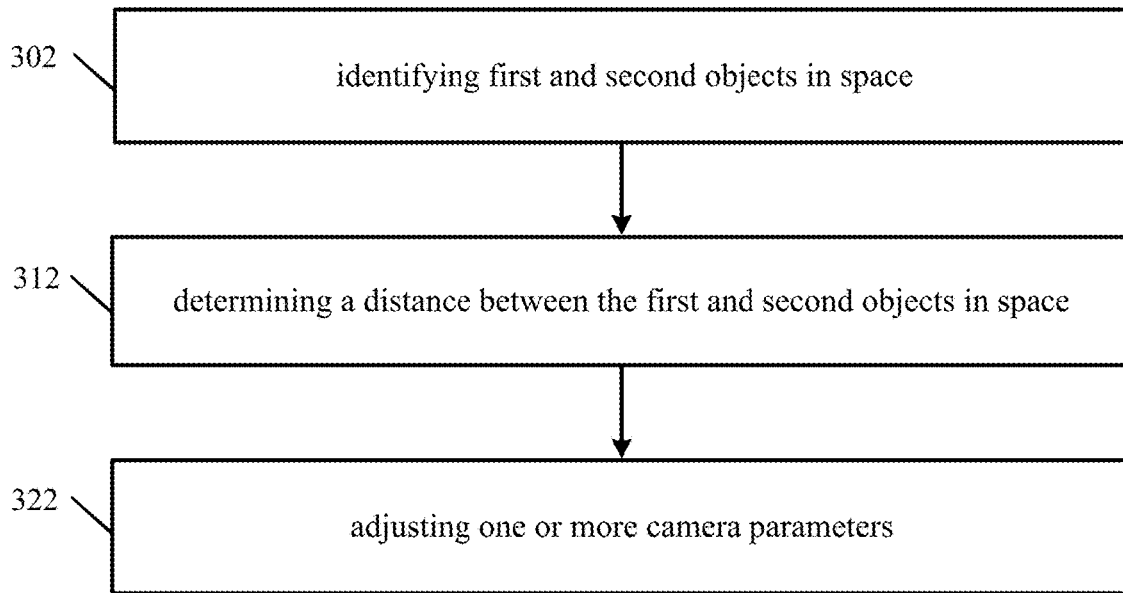 302
identifying first and second objects in space
312
determining a distance between the first and second objects in space
322
adjusting one or more camera parameters